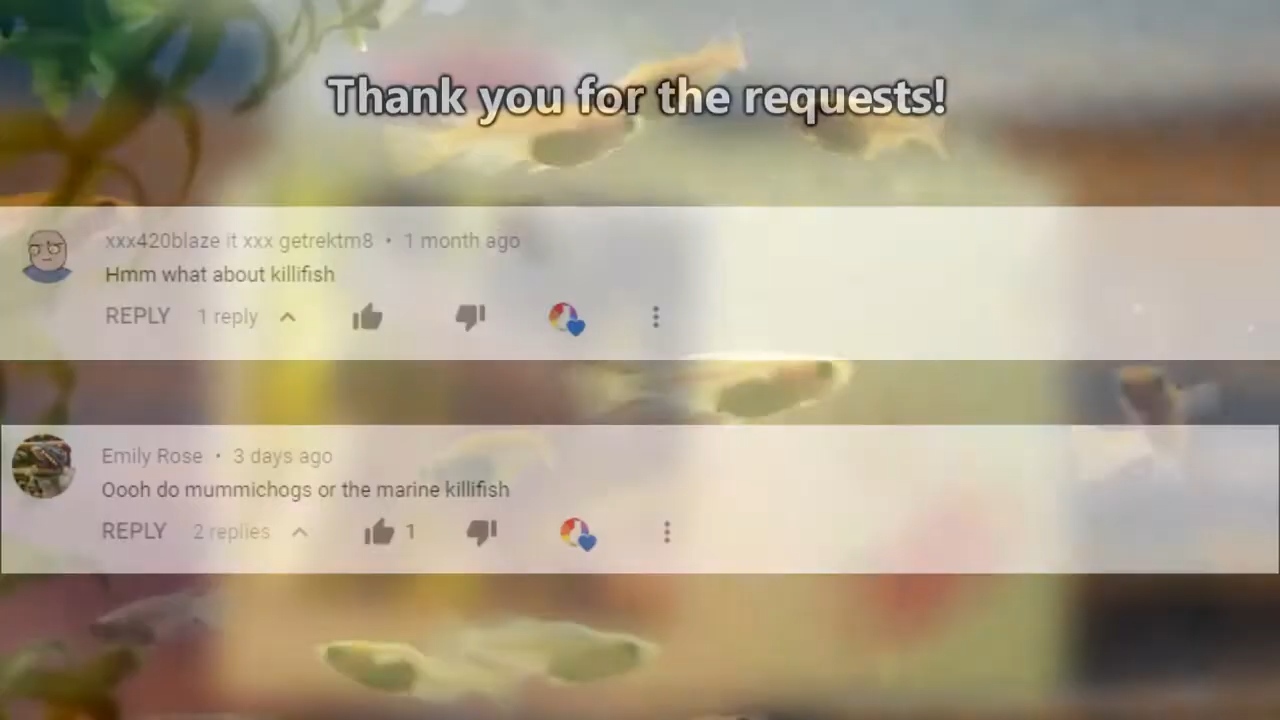 Thank you for the requests!
xxx420blaze it xxx getrektm8 • 1 month ago
Hmm what about killifish
REPLY 1 reply
Emily Rose • 3 days ago
Oooh do mummichogs or the marine killifish
REPLY 2 replies 1